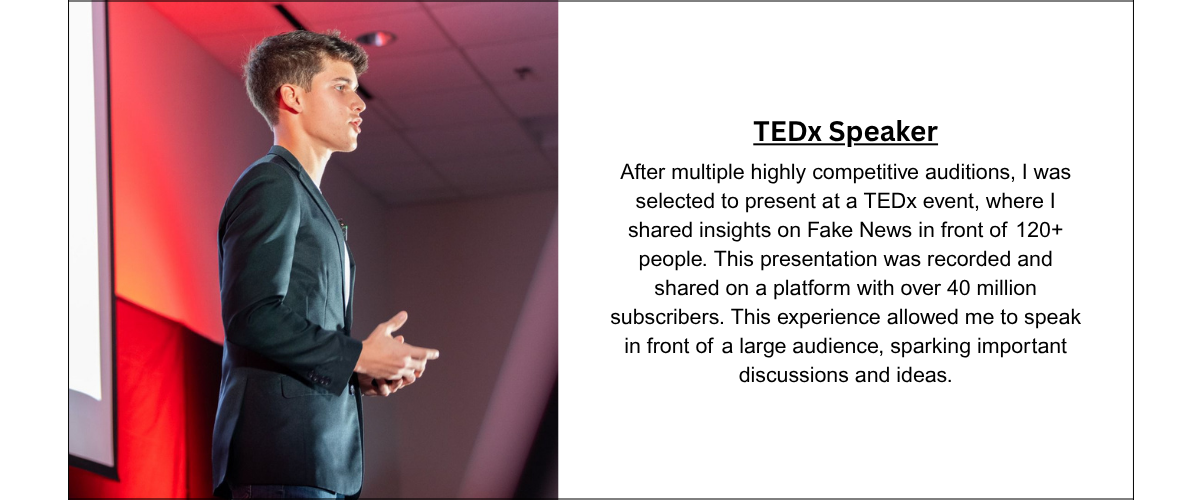 TEDx Speaker
After multiple highly competitive auditions, I was
selected to present at a TEDx event, where I
shared insights on Fake News in front of 120+
people. This presentation was recorded and
shared on a platform with over 40 million
subscribers. This experience allowed me to speak
in front of a large audience, sparking important
discussions and ideas.